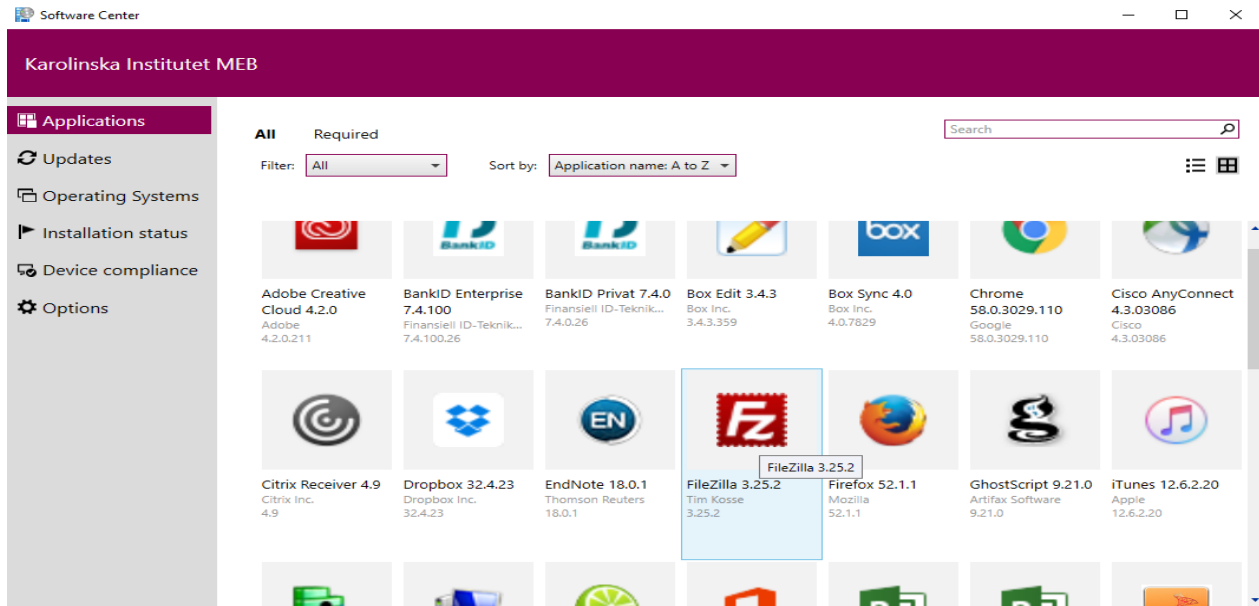 Software Center
Karolinska Institutet MEB
Applications
Updates
Operating Systems
Installation status
Device compliance
Options
All Required
Search
Filter: All Sort by: Application name: A to Z
BankID
BankID
box
Adobe Creative Cloud 4.2.0
Adobe
4.2.0.211
BankID Enterprise 7.4.100
Finansiell ID-Teknik...
7.4.100.26
BankID Privat 7.4.0
Finansiell ID-Teknik...
7.4.0.26
Box Edit 3.4.3
Box Inc.
3.4.3.359
Box Sync 4.0
Box Inc.
4.0.7829
Chrome 58.0.3029.110
Google
58.0.3029.110
Cisco AnyConnect 4.3.03086
Cisco
4.3.03086
EN
Fz
FileZilla 3.25.2
Citrix Receiver 4.9
Citrix Inc.
4.9
Dropbox 32.4.23
Dropbox Inc.
32.4.23
EndNote 18.0.1
Thomson Reuters
18.0.1
FileZilla 3.25.2
Tim Kosse
3.25.2
Firefox 52.1.1
Mozilla
52.1.1
GhostScript 9.21.0
Artifax Software
9.21.0
iTunes 12.6.2.20
Apple
12.6.2.20